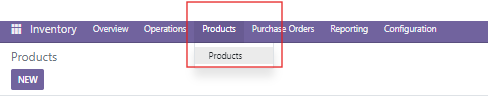 Inventory Overview Operations Products Purchase Orders Reporting Configuration
Products
Products
NEW